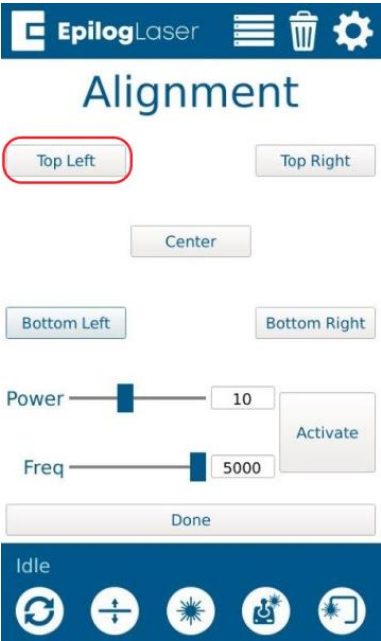 EpilogLaser
Alignment
Top Left
Top Right
Center
Bottom Left
Bottom Right
Power
10
Activate
Freq
5000
Done
Idle